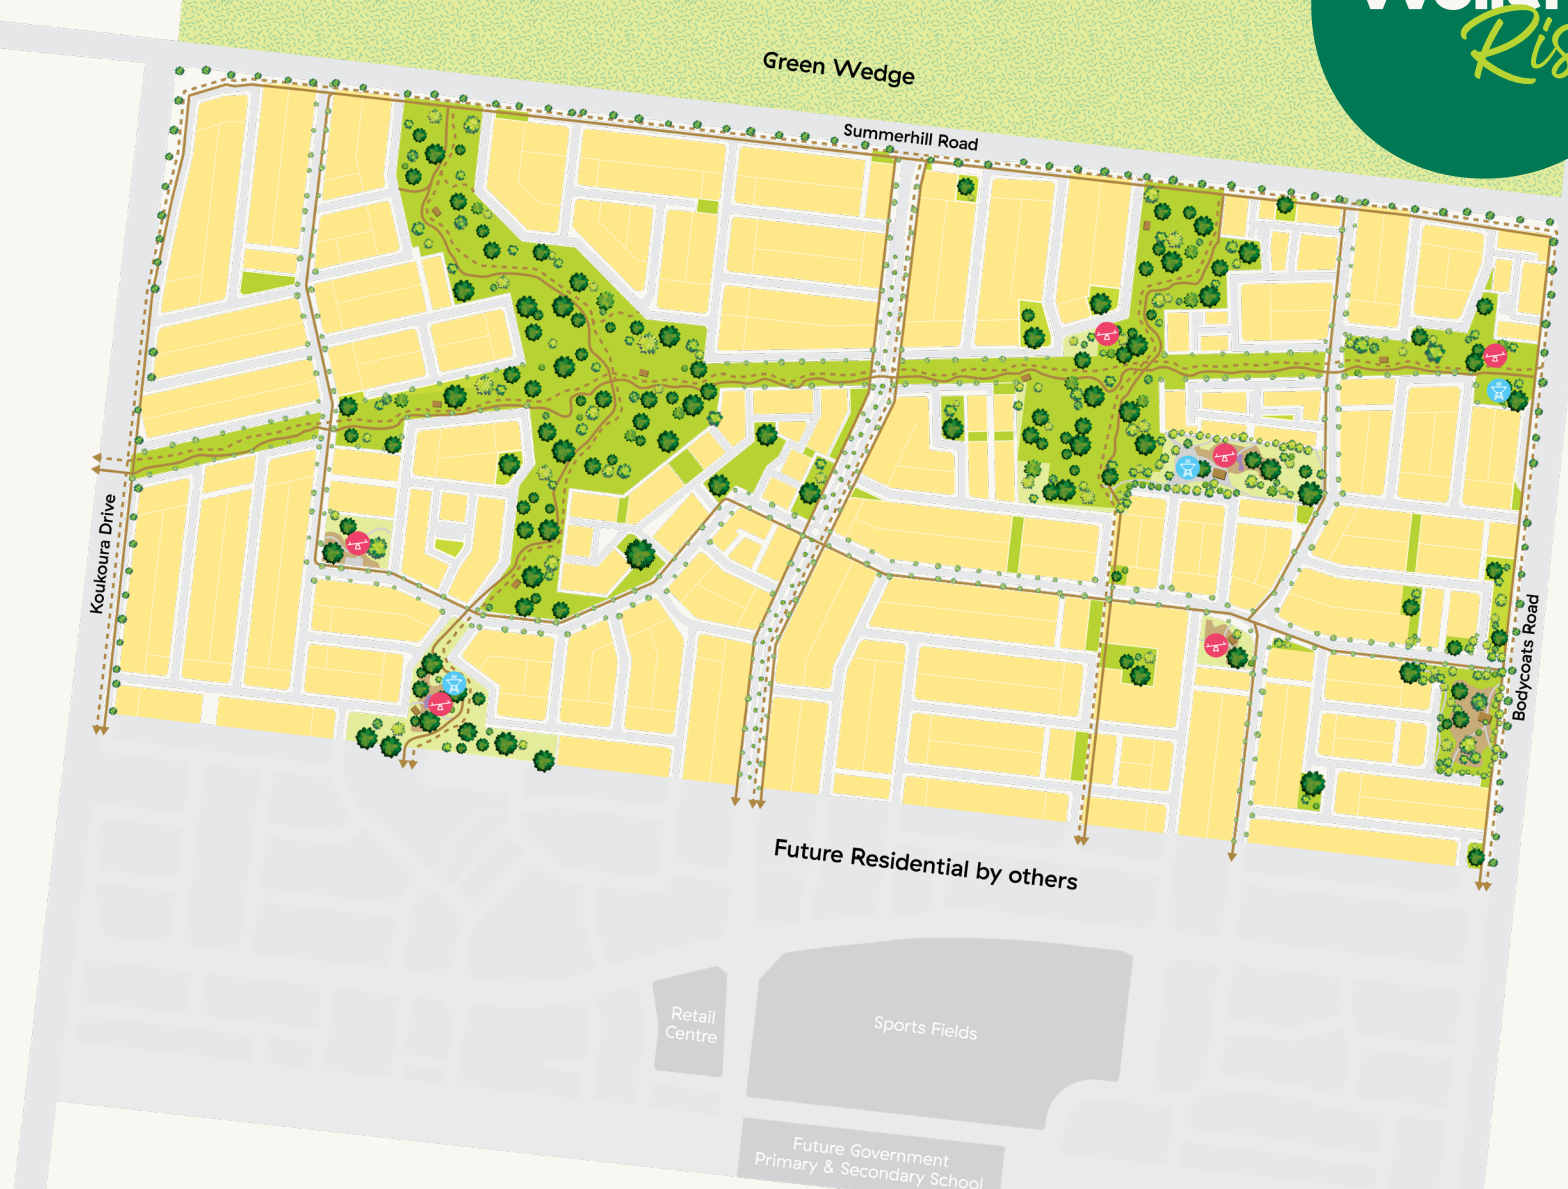 Ris
Green Wedge
Summerhill Road
Koukoura Drive
Bodycoats Road
Future Residential by others
Retail
Centre
Sports Fields
Future Government
Primary & Secondary School